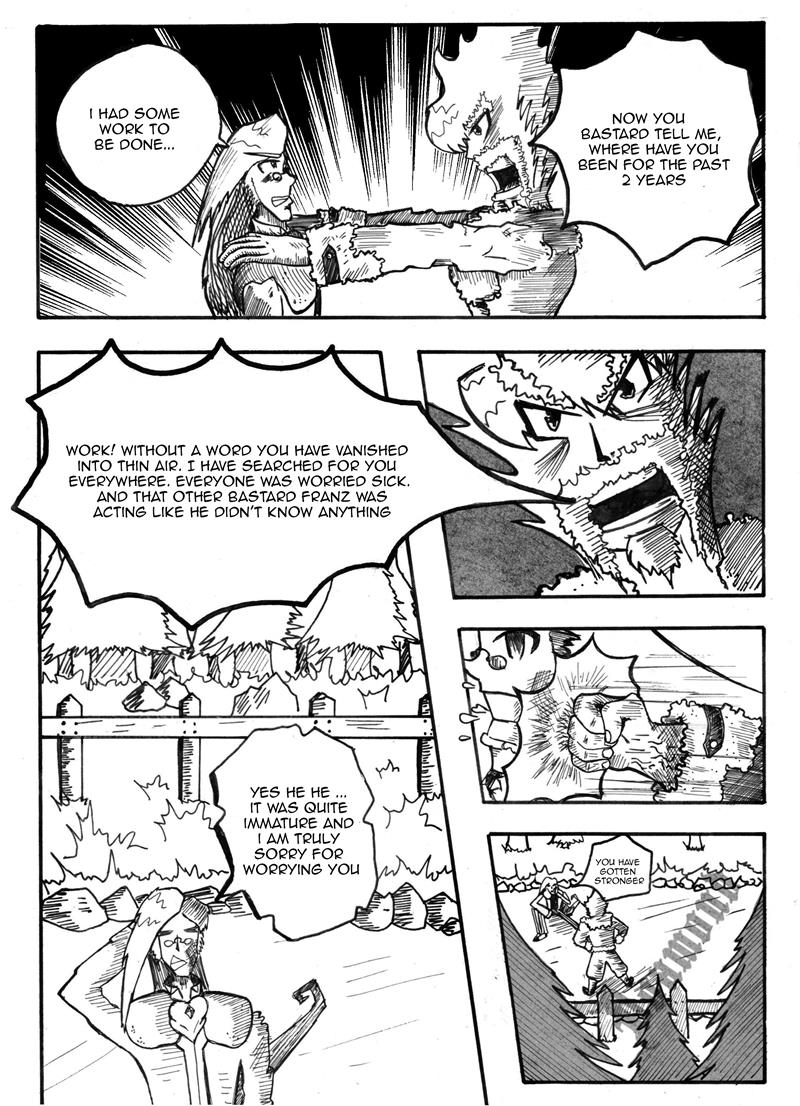 I HAD SOME
WORK TO
BE DONE...
NOW YOU
BASTARD TELL ME,
WHERE HAVE YOU
BEEN FOR THE PAST
2 YEARS
WORK! WITHOUT A WORD YOU HAVE VANISHED
INTO THIN AIR. I HAVE SEARCHED FOR YOU
EVERYWHERE. EVERYONE WAS WORRIED SICK.
AND THAT OTHER BASTARD FRANZ WAS
ACTING LIKE HE DIDN'T KNOW ANYTHING
YES HE HE ...
IT WAS QUITE
IMMATURE AND
I AM TRULY
SORRY FOR
WORRYING YOU
YOU HAVE
GOTTEN
STRONGER